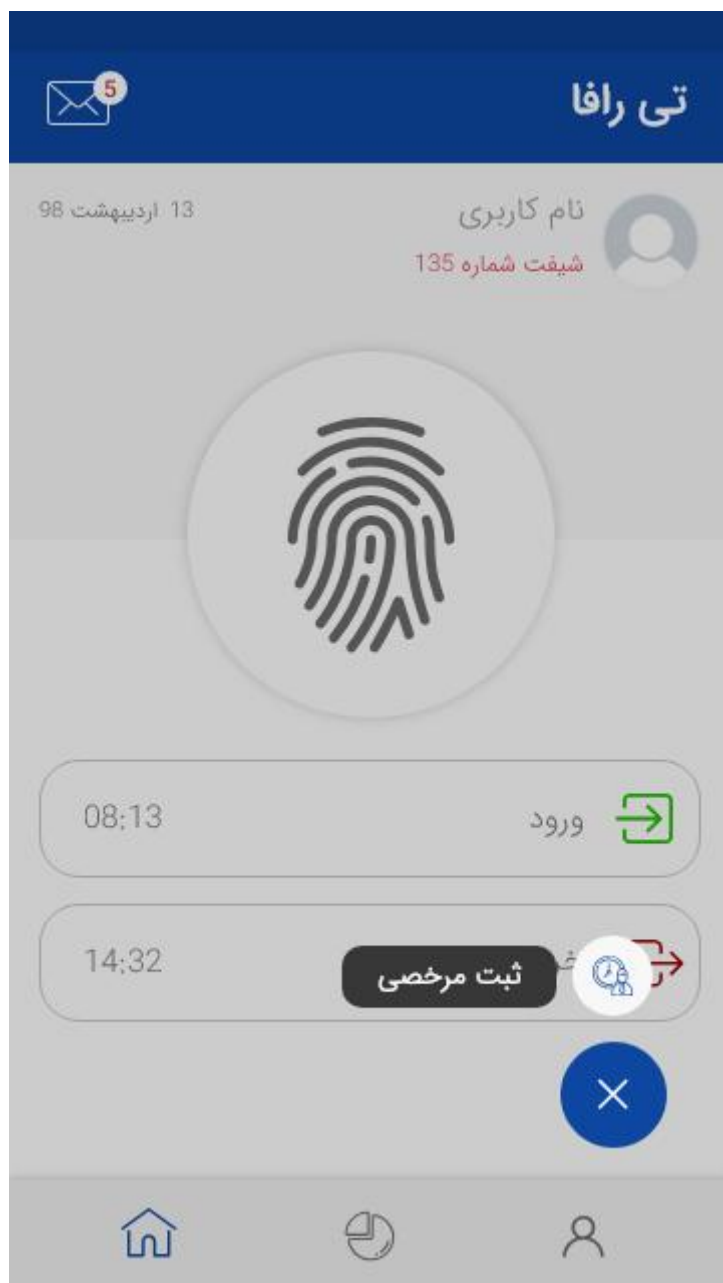 تی رافا
5
نام کاربری
13 اردیبهشت 98
شیفت شماره 135
ورود
08:13
14:32
ثبت مرخصی